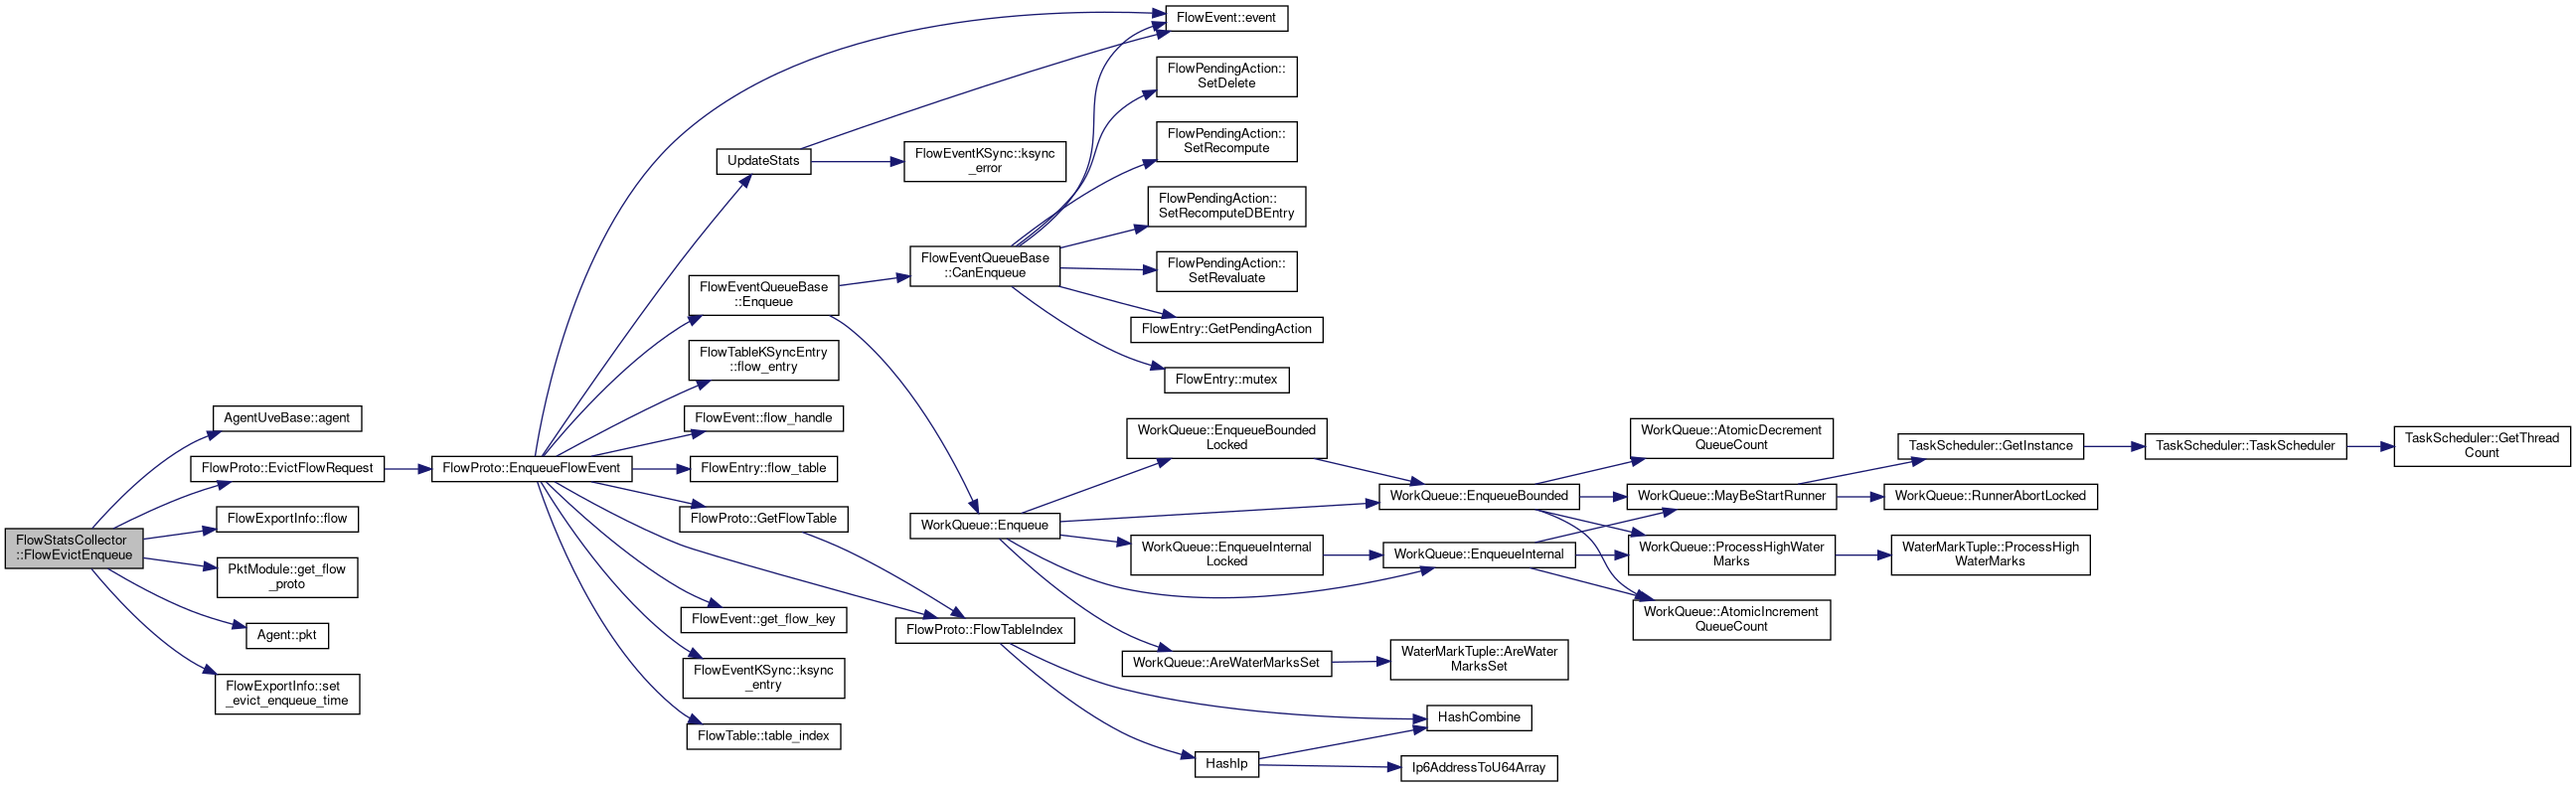 FlowStatsCollector
::FlowEvictEnqueue
AgentUveBase::agent
FlowProto::EvictFlowRequest
FlowExportInfo::flow
PktModule::get_flow
_proto
Agent::pkt
FlowExportInfo::set
_evict_enqueue_time
FlowProto::EnqueueFlowEvent
UpdateStats
FlowEventQueueBase
::Enqueue
FlowTableKSyncEntry
::flow_entry
FlowEvent::flow_handle
FlowEntry::flow_table
FlowProto::GetFlowTable
FlowEvent::get_flow_key
FlowEventKSync::ksync
_entry
FlowTable::table_index
FlowEventKSync::ksync
_error
FlowEventQueueBase
::CanEnqueue
WorkQueue::Enqueue
FlowProto::FlowTableIndex
FlowEvent::event
FlowPendingAction::
SetDelete
FlowPendingAction::
SetRecompute
FlowPendingAction::
SetRecomputeDBEntry
FlowPendingAction::
SetRevaluate
FlowEntry::GetPendingAction
FlowEntry::mutex
WorkQueue::EnqueueBounded
Locked
WorkQueue::EnqueueInternal
Locked
WorkQueue::AreWaterMarksSet
HashIp
WorkQueue::EnqueueBounded
WorkQueue::EnqueueInternal
WaterMarkTuple::AreWater
MarksSet
HashCombine
Ip6AddressToU64Array
WorkQueue::AtomicDecrement
QueueCount
WorkQueue::MayBeStartRunner
WorkQueue::ProcessHighWater
Marks
WorkQueue::AtomicIncrement
QueueCount
TaskScheduler::GetInstance
WorkQueue::RunnerAbortLocked
WaterMarkTuple::ProcessHigh
WaterMarks
TaskScheduler::TaskScheduler
TaskScheduler::GetThread
Count